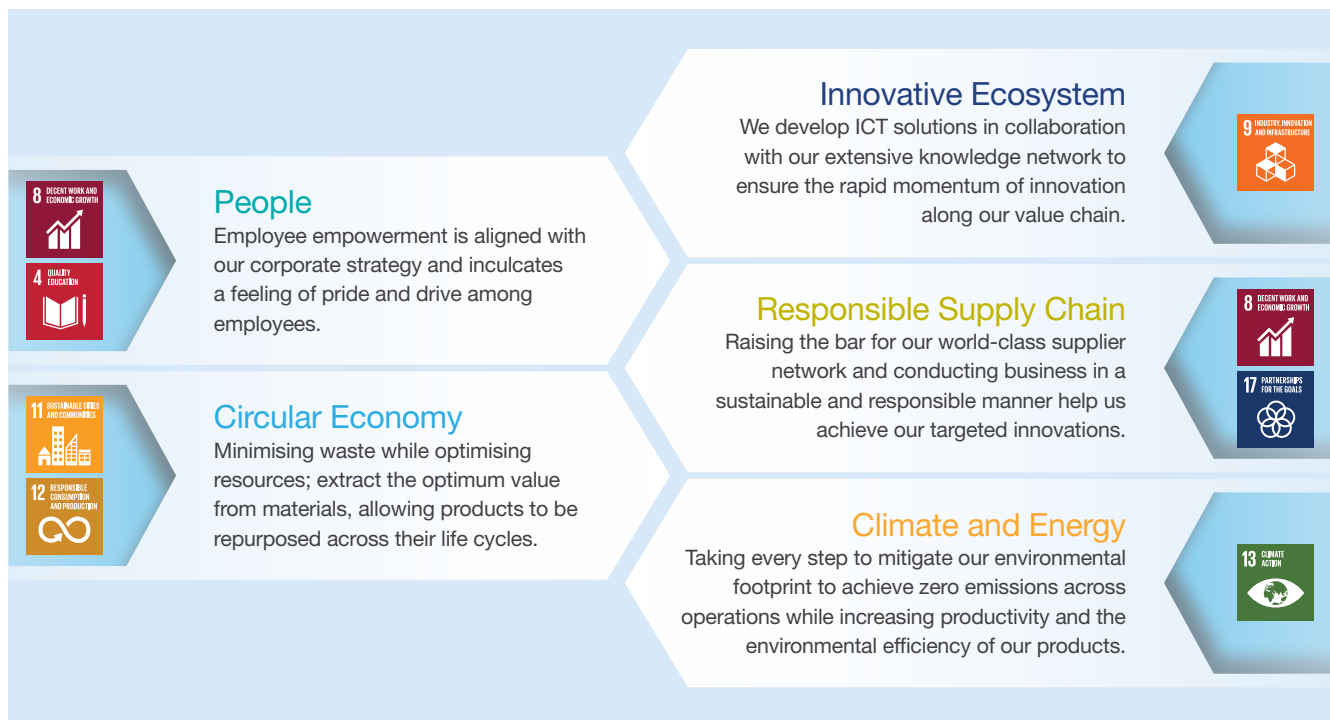 8 DECENT WORK AND
ECONOMIC GROWTH
4 QUALITY
EDUCATION
People
Employee empowerment is aligned with
our corporate strategy and inculcates
a feeling of pride and drive among
employees.
11 SUSTAINABLE CITIES
AND COMMUNITIES
12 RESPONSIBLE
CONSUMPTION
AND PRODUCTION
Circular Economy
Minimising waste while optimising
resources; extract the optimum value
from materials, allowing products to be
repurposed across their life cycles.
Innovative Ecosystem
We develop ICT solutions in collaboration
with our extensive knowledge network to
ensure the rapid momentum of innovation
along our value chain.
9 INDUSTRY, INNOVATION
AND INFRASTRUCTURE
Responsible Supply Chain
Raising the bar for our world-class supplier
network and conducting business in a
sustainable and responsible manner help us
achieve our targeted innovations.
8 DECENT WORK AND
ECONOMIC GROWTH
17 PARTNERSHIPS
FOR THE GOALS
Climate and Energy
Taking every step to mitigate our environmental
footprint to achieve zero emissions across
operations while increasing productivity and the
environmental efficiency of our products.
13 CLIMATE
ACTION